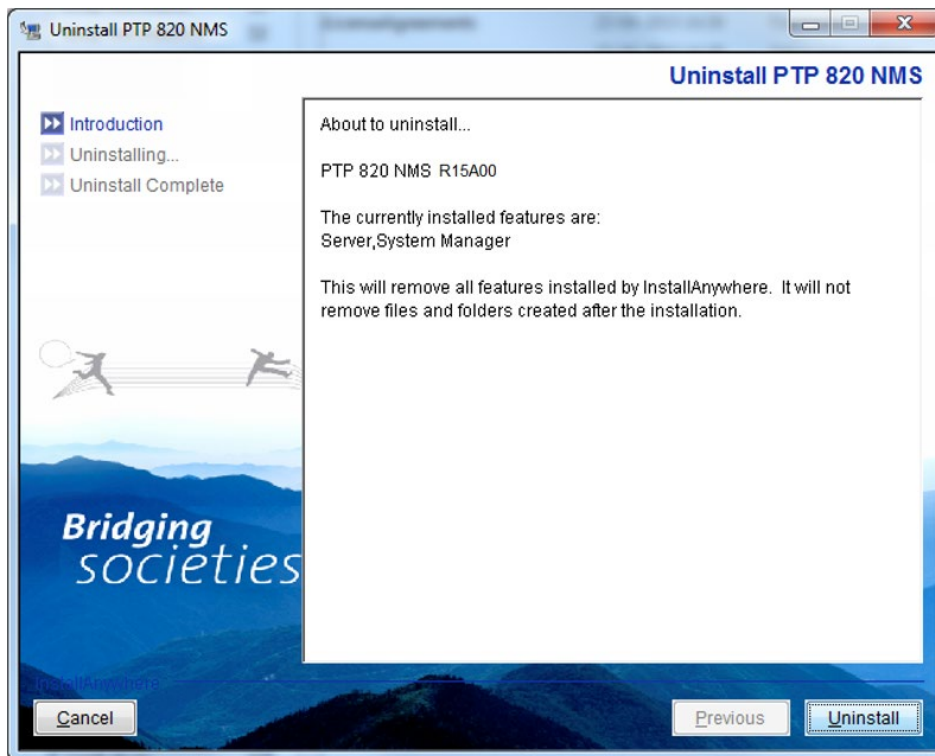 Uninstall PTP 820 NMS
Uninstall PTP 820 NMS
Introduction
Uninstalling...
Uninstall Complete
About to uninstall...
PTP 820 NMS R15A00
The currently installed features are:
Server,System Manager
This will remove all features installed by InstallAnywhere. It will not
remove files and folders created after the installation.
Bridging
societies
InstallAnywhere
Cancel
Previous
Uninstall